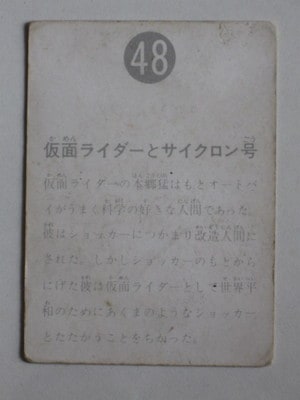 48
仮面ライダーとサイクロン号
仮面ライダーの本郷猛はもとオートバ
イがうまく科学の好きな人間であった。
彼はショッカーにつかまり改造人間に
された。しかしショッカーのもとから
にげた彼は仮面ライダーとして世界平
和のためにあくまのようなショッカー
とたたかうことをちかった。